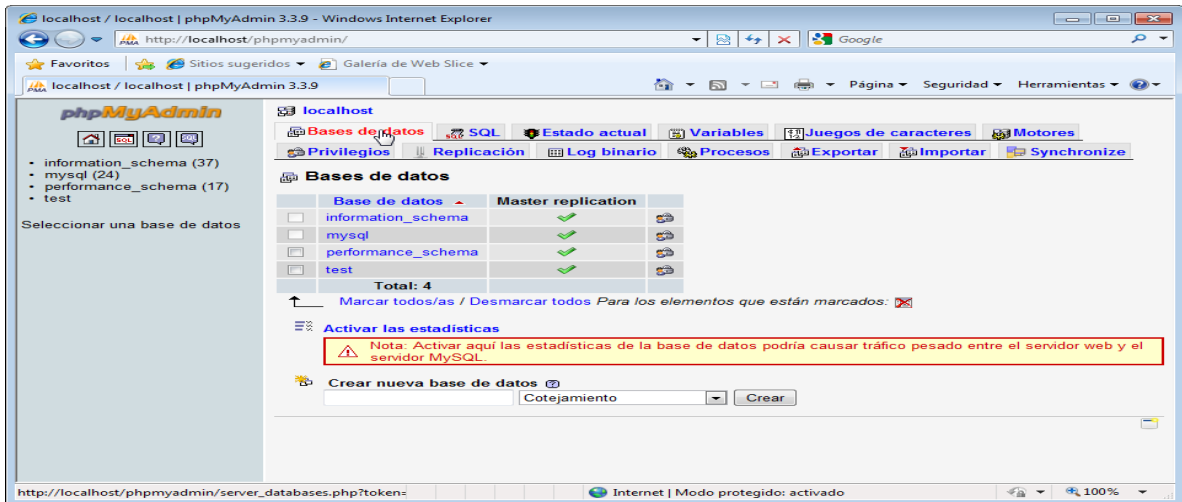 localhost / localhost | phpMyAdmin 3.3.9 - Windows Internet Explorer
http://localhost/phpmyadmin/
Google
Favoritos Sitios sugeridos Galería de Web Slice
localhost / localhost | phpMyAdmin 3.3.9
Página Seguridad Herramientas
phpMyAdmin
SQL
information_schema (37)
mysql (24)
performance_schema (17)
test
Seleccionar una base de datos
localhost
Bases de datos SQL Estado actual Variables Juegos de caracteres Motores
Privilegios Replicación Log binario Procesos Exportar Importar Synchronize
Bases de datos
Base de datos Master replication
information_schema
mysql
performance_schema
test
Total: 4
Marcar todos/as / Desmarcar todos Para los elementos que están marcados:
Activar las estadísticas
Nota: Activar aquí las estadísticas de la base de datos podría causar tráfico pesado entre el servidor web y el
servidor MySQL.
Crear nueva base de datos
Cotejamiento Crear
http://localhost/phpmyadmin/server_databases.php?token= Internet | Modo protegido: activado 100%